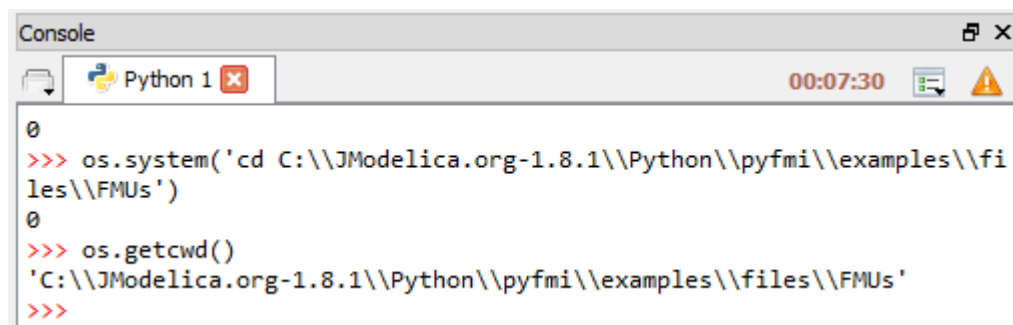 Console
Python 1
00:07:30
0
>>> os.system('cd C:\\JModelica.org-1.8.1\\Python\\pyfmi\\examples\\fi
les\\FMUs')
0
>>> os.getcwd()
'C:\\JModelica.org-1.8.1\\Python\\pyfmi\\examples\\files\\FMUs'
>>>